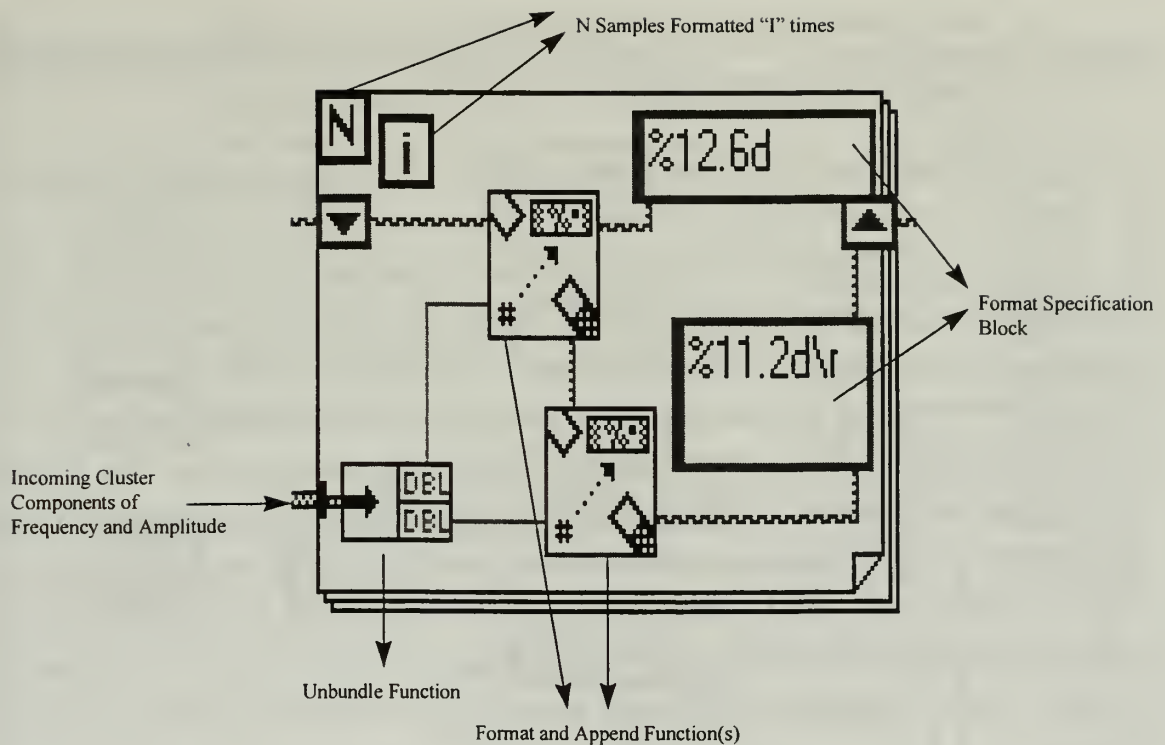 N Samples Formatted “I” times
N
i
%12.6d
Format Specification
Block
%11.2d\r
#
Incoming Cluster
Components of
Frequency and Amplitude
DBL
DBL
#
Unbundle Function
Format and Append Function(s)